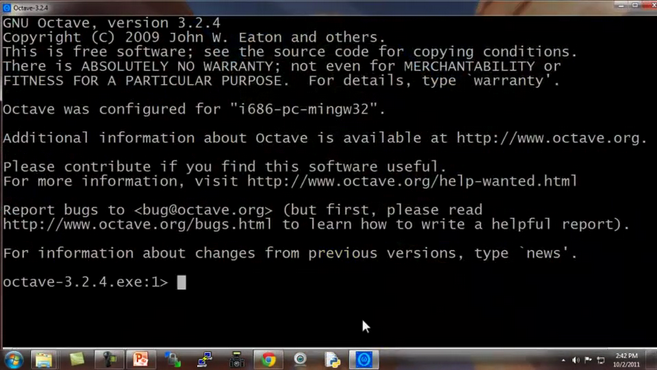 Octave-3.2.4
GNU Octave, version 3.2.4
Copyright (C) 2009 John W. Eaton and others.
This is free software; see the source code for copying conditions.
There is ABSOLUTELY NO WARRANTY; not even for MERCHANTABILITY or
FITNESS FOR A PARTICULAR PURPOSE.  For details, type `warranty'.
Octave was configured for "i686-pc-mingw32".
Additional information about Octave is available at http://www.octave.org.
Please contribute if you find this software useful.
For more information, visit http://www.octave.org/help-wanted.html
Report bugs to <bug@octave.org> (but first, please read
http://www.octave.org/bugs.html to learn how to write a helpful report).
For information about changes from previous versions, type `news'.
octave-3.2.4.exe:1>
2:42 PM
10/2/2011